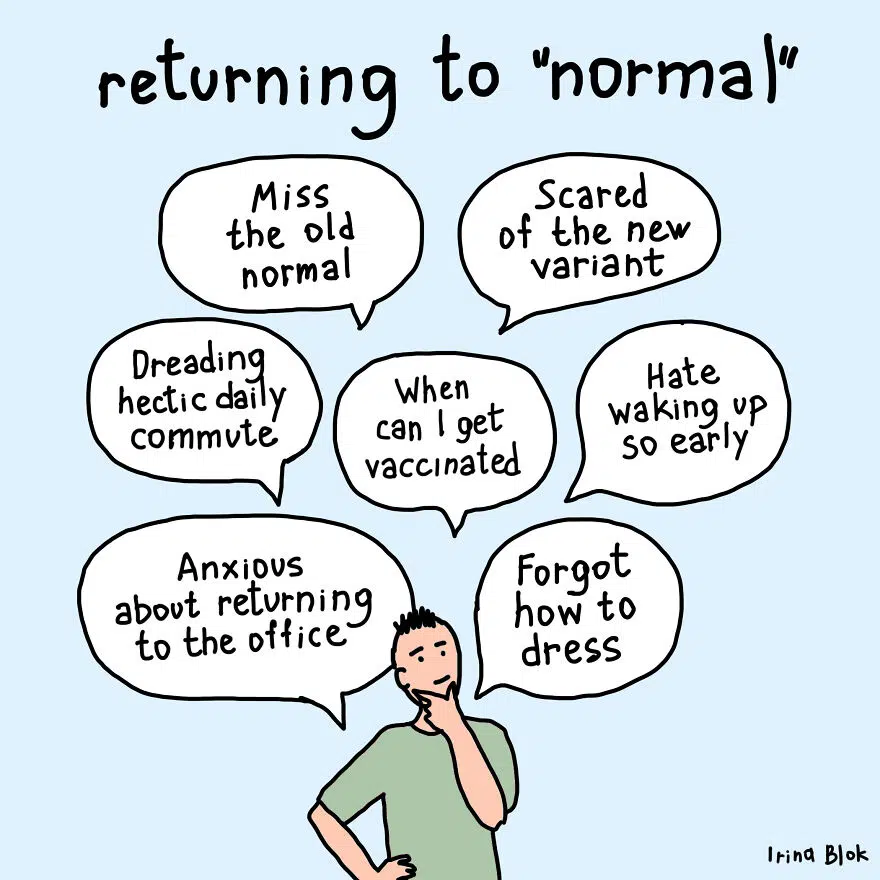 returning to "normal"
Miss
the old
normal
Scared
of the new
variant
Dreading
hectic daily
commute
When
can I get
vaccinated
Hate
waking up
so early
Anxious
about returning
to the office
Forgot
how to
dress
Irina Blok